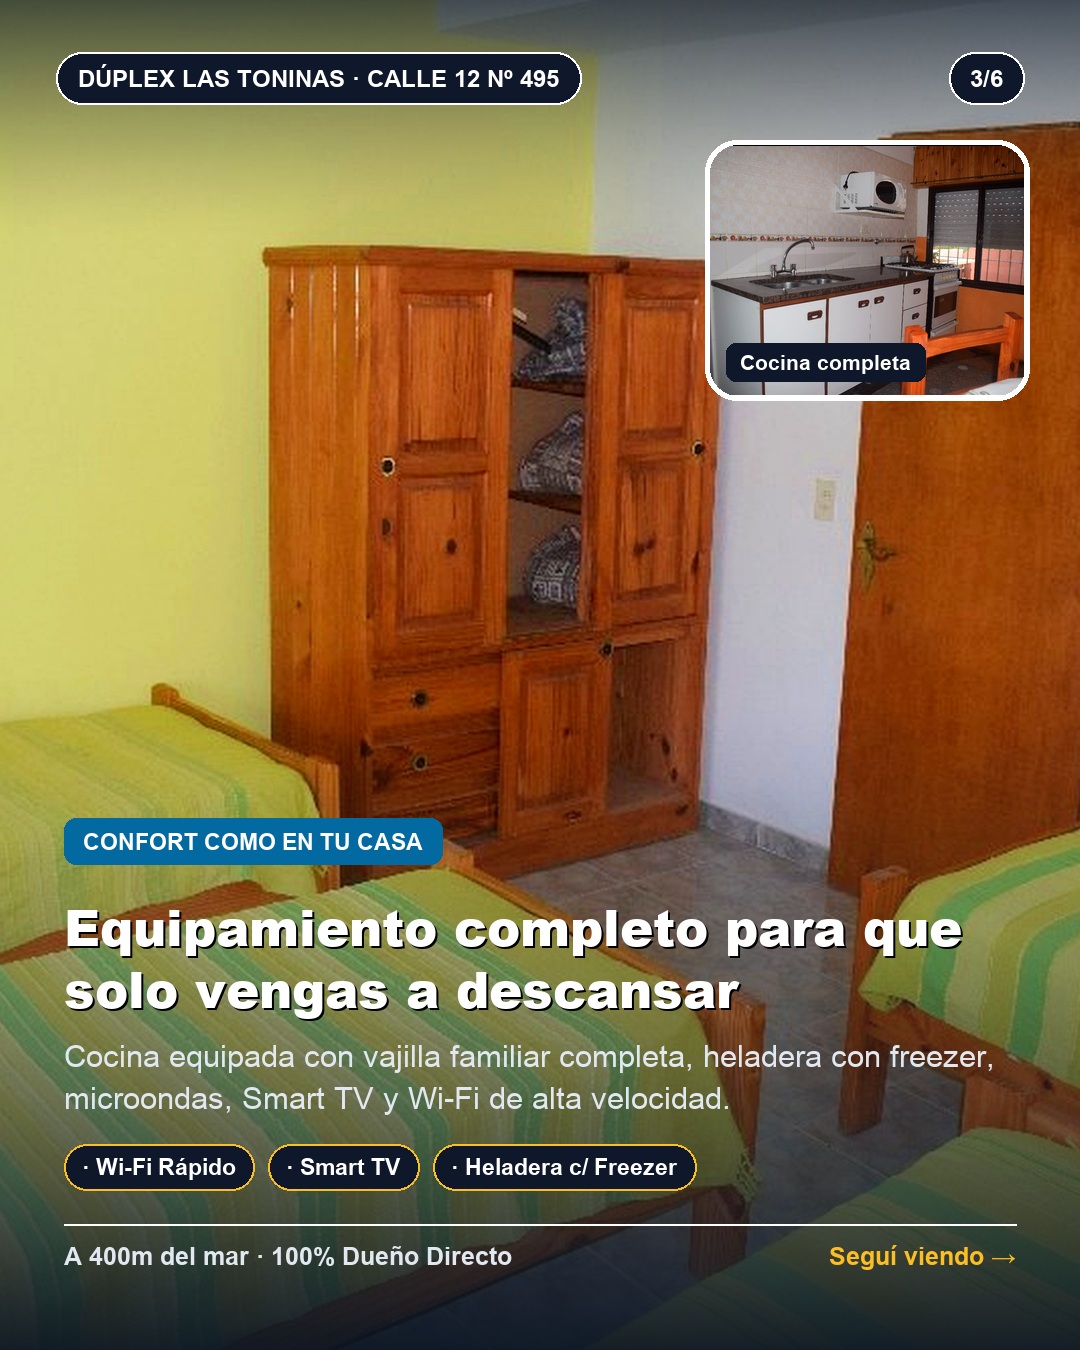 DÚPLEX LAS TONINAS · CALLE 12 Nº 495
3/6
Cocina completa
CONFORT COMO EN TU CASA
Equipamiento completo para que
solo vengas a descansar
Cocina equipada con vajilla familiar completa, heladera con freezer,
microondas, Smart TV y Wi-Fi de alta velocidad.
· Wi-Fi Rápido
· Smart TV
· Heladera c/ Freezer
A 400m del mar · 100% Dueño Directo
Seguí viendo →